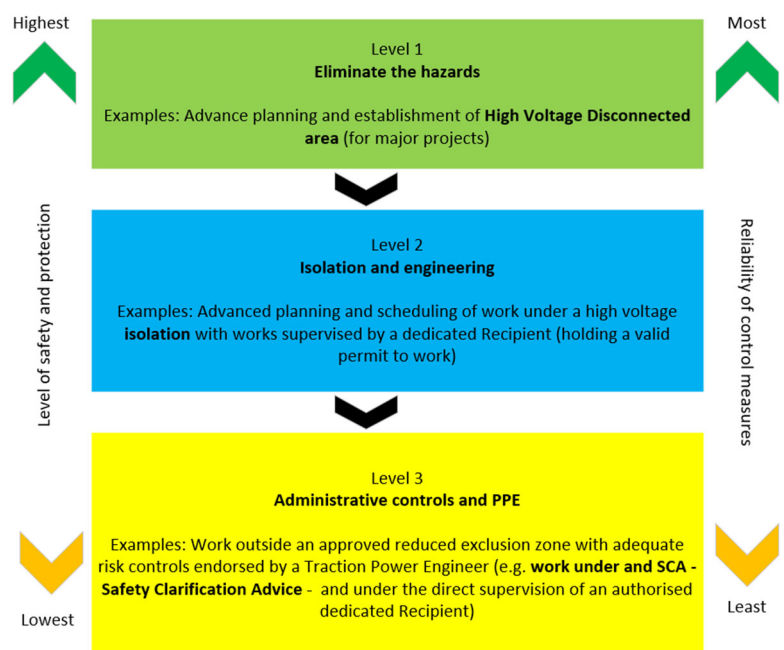 Highest
Most
Level 1
Eliminate the hazards
Examples: Advance planning and establishment of High Voltage Disconnected
area (for major projects)
Level of safety and protection
Reliability of control measures
Level 2
Isolation and engineering
Examples: Advanced planning and scheduling of work under a high voltage
isolation with works supervised by a dedicated Recipient (holding a valid
permit to work)
Level 3
Administrative controls and PPE
Examples: Work outside an approved reduced exclusion zone with adequate
risk controls endorsed by a Traction Power Engineer (e.g. work under and SCA -
Safety Clarification Advice - and under the direct supervision of an authorised
dedicated Recipient)
Lowest
Least